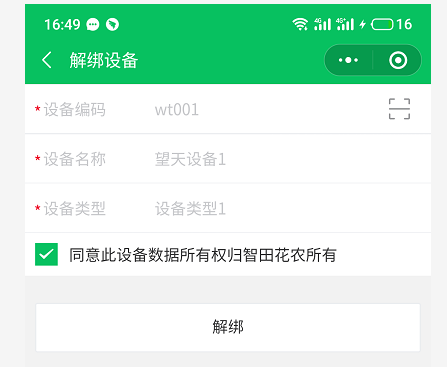 16:49 4G 4G 16
解绑设备
*设备编码 wt001
*设备名称 望天设备1
*设备类型 设备类型1
同意此设备数据所有权归智田花农所有
解绑